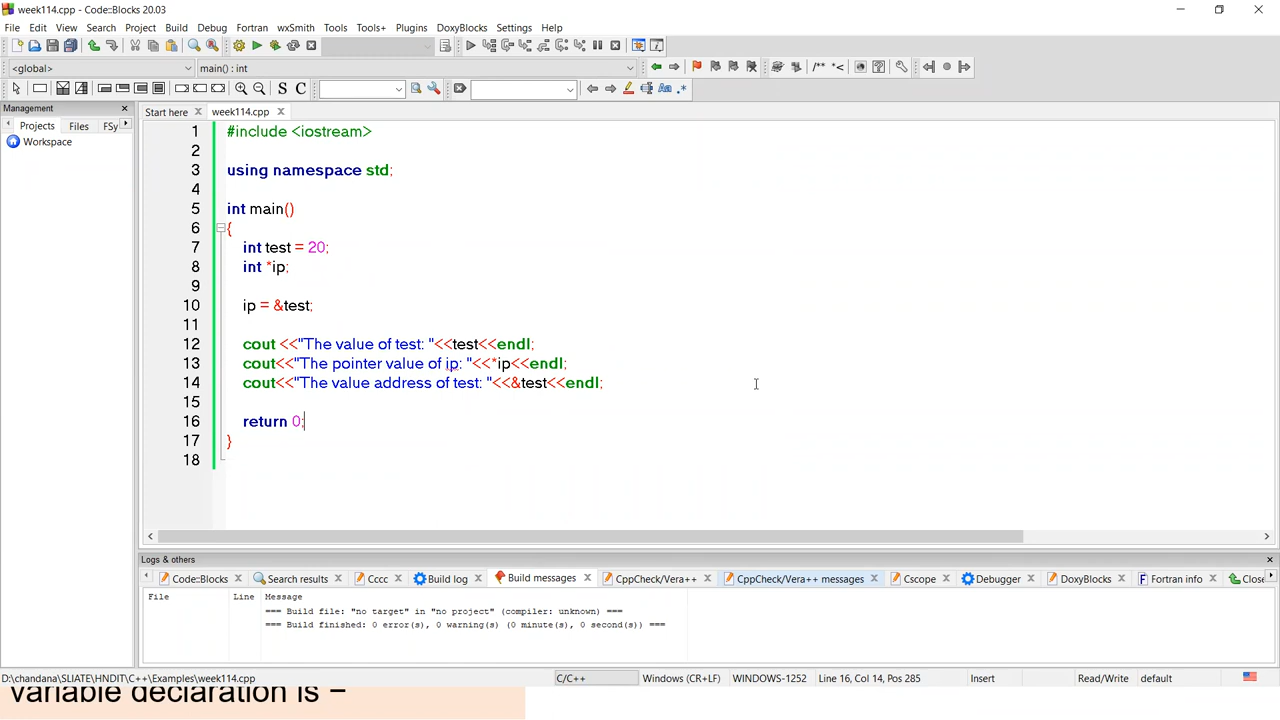 week114.cpp - Code::Blocks 20.03
File Edit View Search Project Build Debug Fortran wxSmith Tools Tools+ Plugins DoxyBlocks Settings Help
<global> main() : int
/** *<
S C Aa .*
Management
Projects Files FSy
Workspace
Start here week114.cpp
1 #include <iostream>
2
3 using namespace std;
4
5 int main()
6 {
7 int test = 20;
8 int *ip;
9
10 ip = &test;
11
12 cout <<"The value of test: "<<test<<endl;
13 cout<<"The pointer value of ip: "<<*ip<<endl;
14 cout<<"The value address of test: "<<&test<<endl;
15
16 return 0;
17 }
18
Logs & others
Code::Blocks Search results Cccc Build log Build messages CppCheck/Vera++ CppCheck/Vera++ messages Cscope Debugger DoxyBlocks Fortran info Close
File Line Message
=== Build file: "no target" in "no project" (compiler: unknown) ===
=== Build finished: 0 error(s), 0 warning(s) (0 minute(s), 0 second(s)) ===
D:\chandana\SLIATE\HNDIT\C++\Examples\week114.cpp C/C++ Windows (CR+LF) WINDOWS-1252 Line 16, Col 14, Pos 285 Insert Read/Write default
variable declaration is −